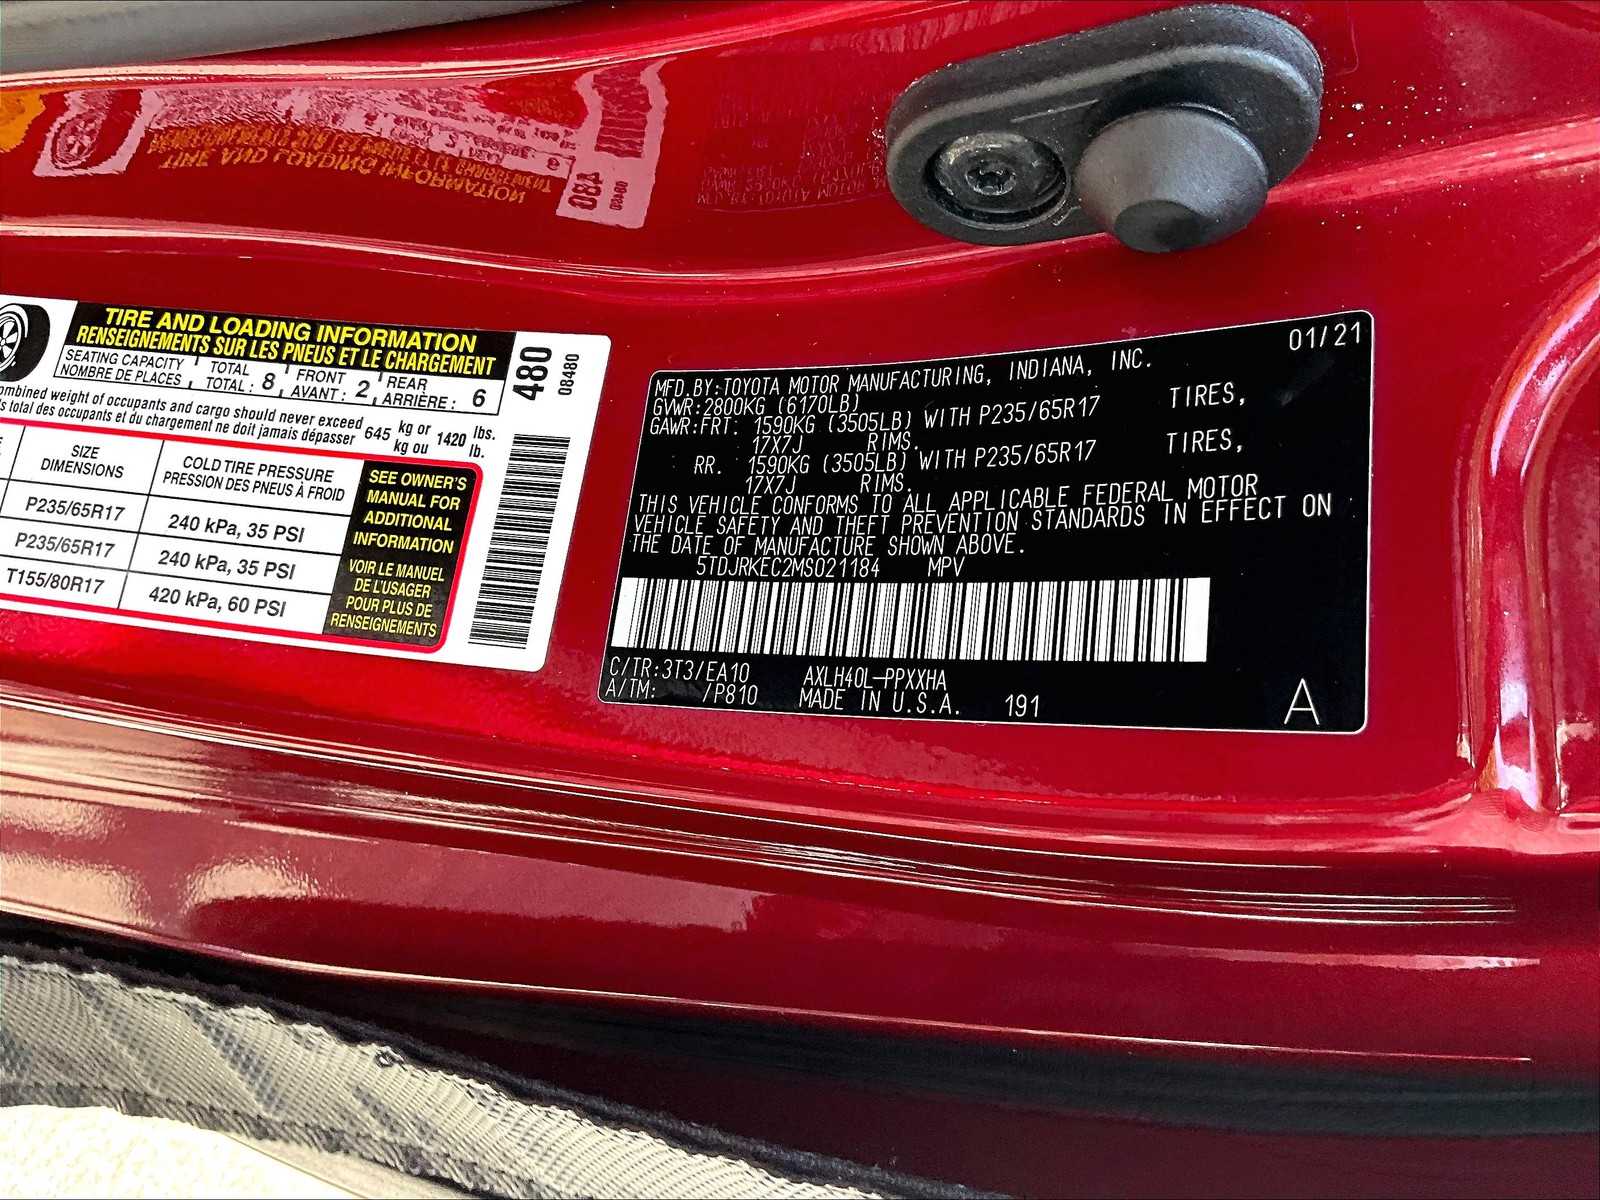 TIRE AND LOADING INFORMATION
RENSEIGNEMENTS SUR LES PNEUS ET LE CHARGEMENT
SEATING CAPACITY
NOMBRE DE PLACES
TOTAL
TOTAL : 8
FRONT
AVANT : 2
REAR
ARRIÈRE : 6
combined weight of occupants and cargo should never exceed
total des occupants et du chargement ne doit jamais dépasser
645 kg or 1420 lbs.
kg ou lb.
SIZE
DIMENSIONS
COLD TIRE PRESSURE
PRESSION DES PNEUS À FROID
P235/65R17 240 kPa, 35 PSI
P235/65R17 240 kPa, 35 PSI
T155/80R17 420 kPa, 60 PSI
SEE OWNER'S
MANUAL FOR
ADDITIONAL
INFORMATION
VOIR LE MANUEL
DE L'USAGER
POUR PLUS DE
RENSEIGNEMENTS
480
08480
01/21
MFD.BY:TOYOTA MOTOR MANUFACTURING, INDIANA, INC.
GVWR:2800KG (6170LB)
GAWR:FRT: 1590KG (3505LB) WITH P235/65R17 TIRES,
17X7J RIMS.
RR. 1590KG (3505LB) WITH P235/65R17 TIRES,
17X7J RIMS.
THIS VEHICLE CONFORMS TO ALL APPLICABLE FEDERAL MOTOR
VEHICLE SAFETY AND THEFT PREVENTION STANDARDS IN EFFECT ON
THE DATE OF MANUFACTURE SHOWN ABOVE.
5TDJRKEC2MS021184 MPV
C/TR:3T3/EA10 AXLH40L-PPXXHA
A/TM: /P810 MADE IN U.S.A. 191
A